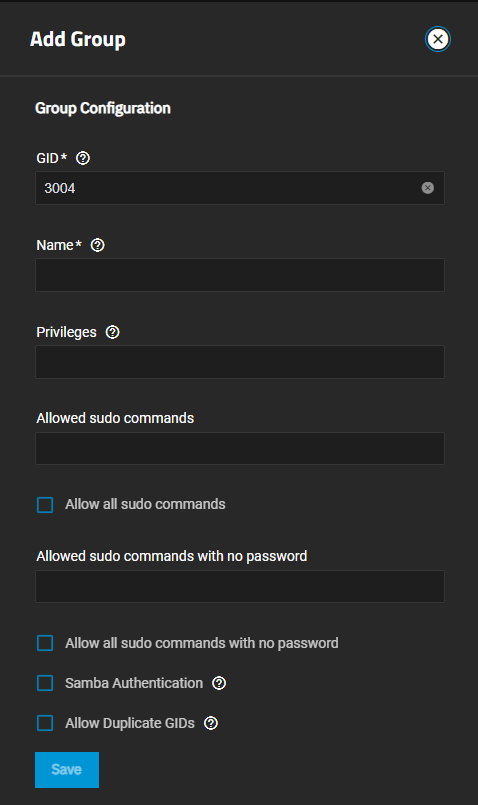 Add Group
Group Configuration
GID*
3004
Name*
Privileges
Allowed sudo commands
Allow all sudo commands
Allowed sudo commands with no password
Allow all sudo commands with no password
Samba Authentication
Allow Duplicate GIDs
Save